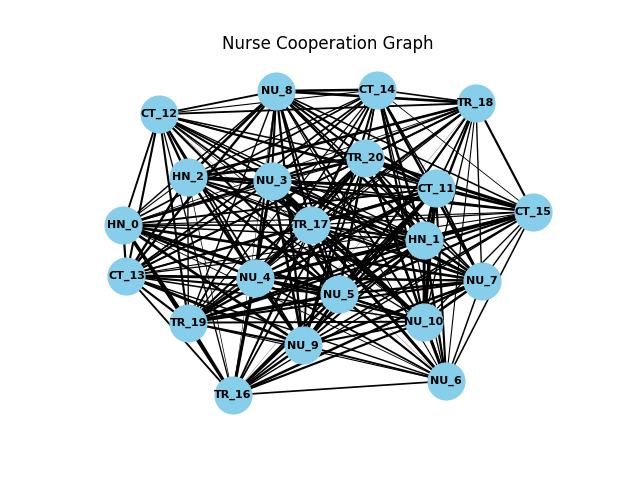 Nurse Cooperation Graph
NU_8
CT_14
TR_18
CT_12
TR_20
HN_2
NU_3
CT_11
CT_15
HN_0
TR_17
HN_1
CT_13
NU_4
NU_7
NU_5
TR_19
NU_10
NU_9
NU_6
TR_16